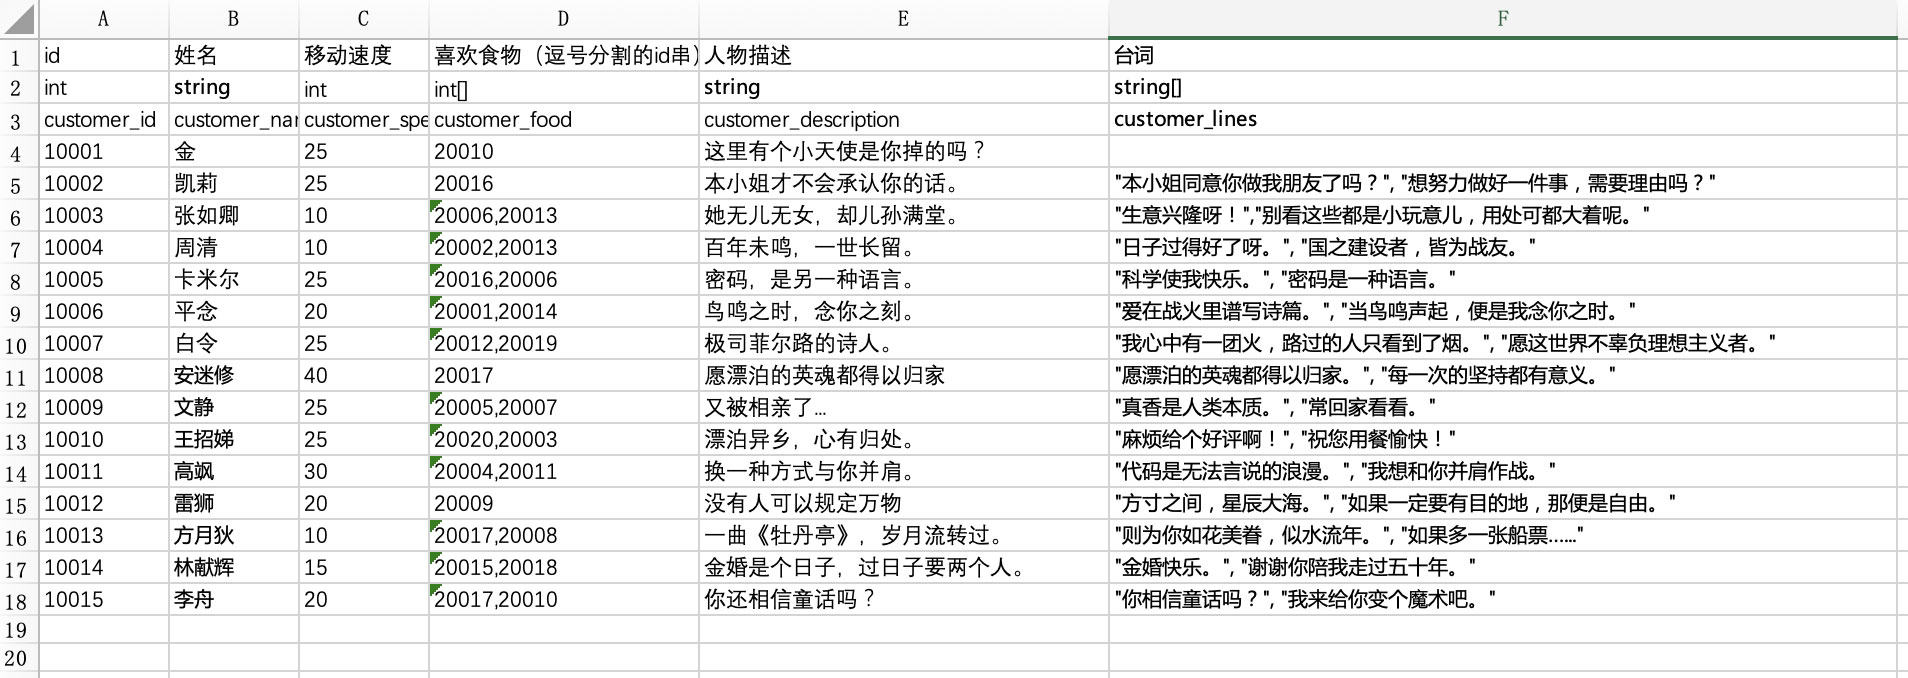 A B C D E F
1 id 姓名 移动速度 喜欢食物（逗号分割的id串） 人物描述 台词
2 int string int int[] string string[]
3 customer_id customer_nar customer_spe customer_food customer_description customer_lines
4 10001 金 25 20010 这里有个小天使是你掉的吗？
5 10002 凯莉 25 20016 本小姐才不会承认你的话。 "本小姐同意你做我朋友了吗？", "想努力做好一件事，需要理由吗？"
6 10003 张如卿 10 20006,20013 她无儿无女，却儿孙满堂。 "生意兴隆呀！","别看这些都是小玩意儿，用处可都大着呢。"
7 10004 周清 10 20002,20013 百年未鸣，一世长留。 "日子过得好了呀。", "国之建设者，皆为战友。"
8 10005 卡米尔 25 20016,20006 密码，是另一种语言。 "科学使我快乐。", "密码是一种语言。"
9 10006 平念 20 20001,20014 鸟鸣之时，念你之刻。 "爱在战火里谱写诗篇。", "当鸟鸣声起，便是我念你之时。"
10 10007 白令 25 20012,20019 极司菲尔路的诗人。 "我心中有一团火，路过的人只看到了烟。", "愿这世界不辜负理想主义者。"
11 10008 安迷修 40 20017 愿漂泊的英魂都得以归家 "愿漂泊的英魂都得以归家。", "每一次的坚持都有意义。"
12 10009 文静 25 20005,20007 又被相亲了... "真香是人类本质。", "常回家看看。"
13 10010 王招娣 25 20020,20003 漂泊异乡，心有归处。 "麻烦给个好评啊！", "祝您用餐愉快！"
14 10011 高飒 30 20004,20011 换一种方式与你并肩。 "代码是无法言说的浪漫。", "我想和你并肩作战。"
15 10012 雷狮 20 20009 没有人可以规定万物 "方寸之间，星辰大海。", "如果一定要有目的地，那便是自由。"
16 10013 方月狄 10 20017,20008 一曲《牡丹亭》，岁月流转过。 "则为你如花美眷，似水流年。", "如果多一张船票……"
17 10014 林献辉 15 20015,20018 金婚是个日子，过日子要两个人。 "金婚快乐。", "谢谢你陪我走过五十年。"
18 10015 李舟 20 20017,20010 你还相信童话吗？ "你相信童话吗？", "我来给你变个魔术吧。"
19
20